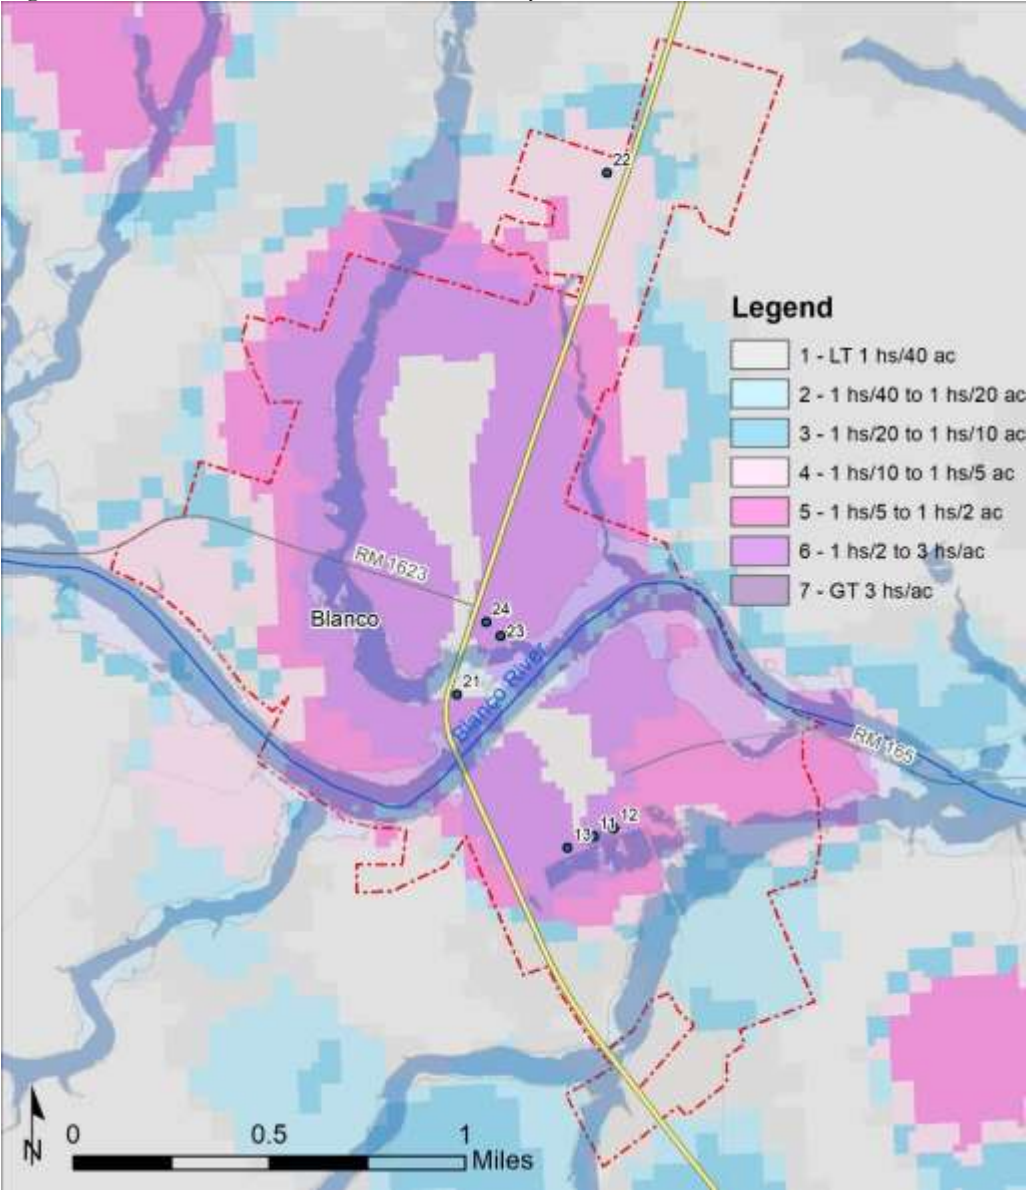 22
Legend
1 - LT 1 hs/40 ac
2 - 1 hs/40 to 1 hs/20 ac
3 - 1 hs/20 to 1 hs/10 ac
4 - 1 hs/10 to 1 hs/5 ac
5 - 1 hs/5 to 1 hs/2 ac
6 - 1 hs/2 to 3 hs/ac
7 - GT 3 hs/ac
RM 1623
Blanco
24
23
21
Blanco River
RM 165
12
11
13
N
0 0.5 1
Miles